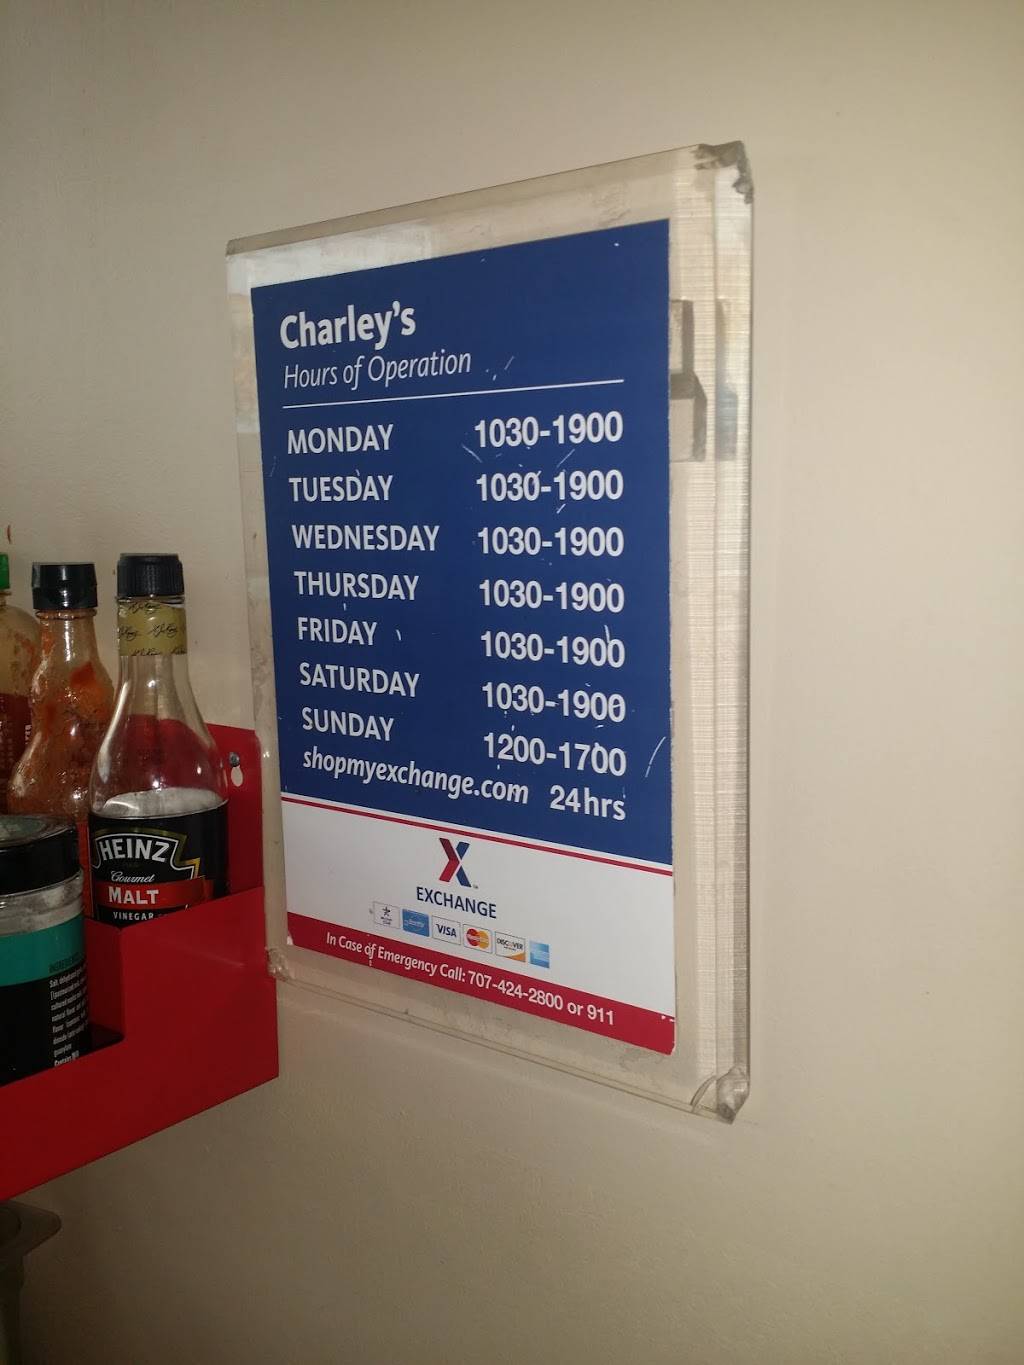 Charley's
Hours of Operation
MONDAY 1030-1900
TUESDAY 1030-1900
WEDNESDAY 1030-1900
THURSDAY 1030-1900
FRIDAY 1030-1900
SATURDAY 1030-1900
SUNDAY 1200-1700
shopmyexchange.com 24hrs
X
EXCHANGE
VISA
DISCOVER
In Case of Emergency Call: 707-424-2800 or 911
HEINZ
Gourmet
MALT
VINEGAR